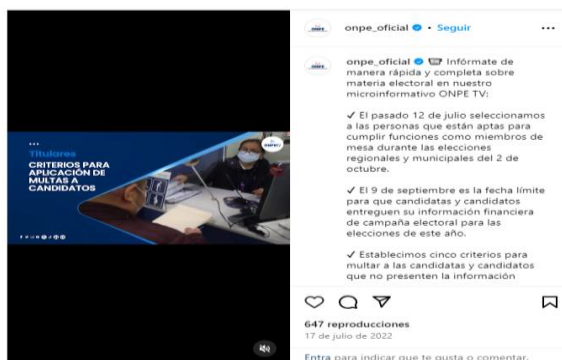 Titulares
CRITERIOS PARA
APLICACIÓN DE
MULTAS A
CANDIDATOS
onpe_oficial • Seguir
onpe_oficial Infórmate de
manera rápida y completa sobre
materia electoral en nuestro
microinformativo ONPE TV:
✓ El pasado 12 de julio seleccionamos
a las personas que están aptas para
cumplir funciones como miembros de
mesa durante las elecciones
regionales y municipales del 2 de
octubre.
✓ El 9 de septiembre es la fecha límite
para que candidatas y candidatos
entreguen su información financiera
de campaña electoral para las
elecciones de este año.
✓ Establecimos cinco criterios para
multar a las candidatas y candidatos
que no presenten la información
647 reproducciones
17 de julio de 2022
Entra para indicar que te gusta o comentar.